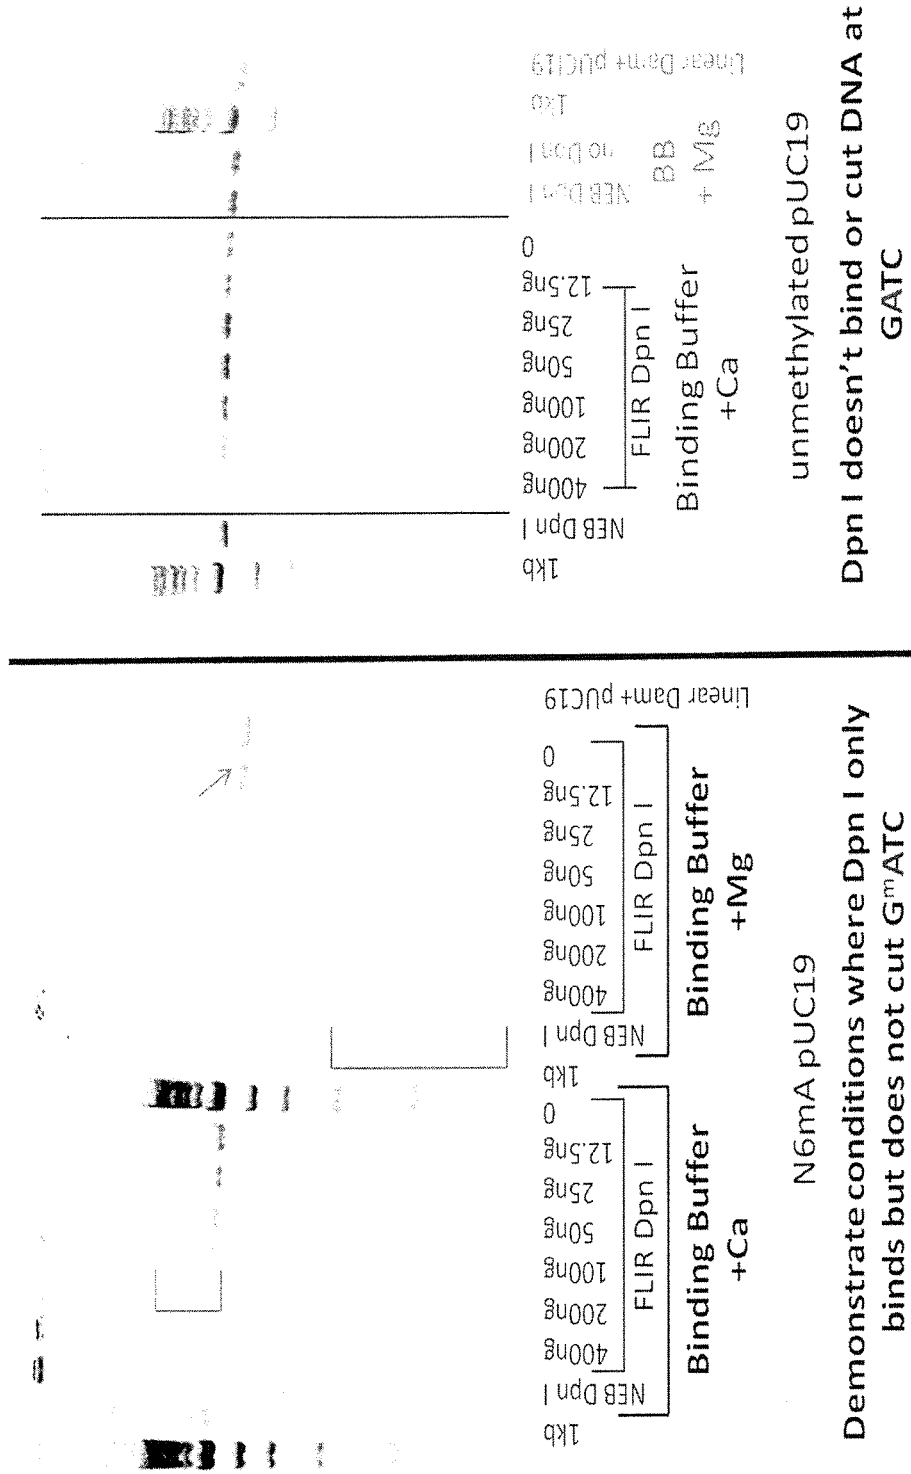 1kb
NEB Dpn I
400ng
200ng
100ng
50ng
25ng
12.5ng
0
FLIR Dpn I
Binding Buffer
+Ca
1kb
NEB Dpn I
400ng
200ng
100ng
50ng
25ng
12.5ng
0
FLIR Dpn I
Binding Buffer
+Mg
Linear Dam+ pUC19
N6mA pUC19
Demonstrate conditions where Dpn I only
binds but does not cut GᵐATC
1kb
NEB Dpn I
400ng
200ng
100ng
50ng
25ng
12.5ng
0
FLIR Dpn I
Binding Buffer
+Ca
NEB Dpn I
no Dpn I
BB
+ Mg
1kb
Linear Dam+ pUC19
unmethylated pUC19
Dpn I doesn't bind or cut DNA at
GATC